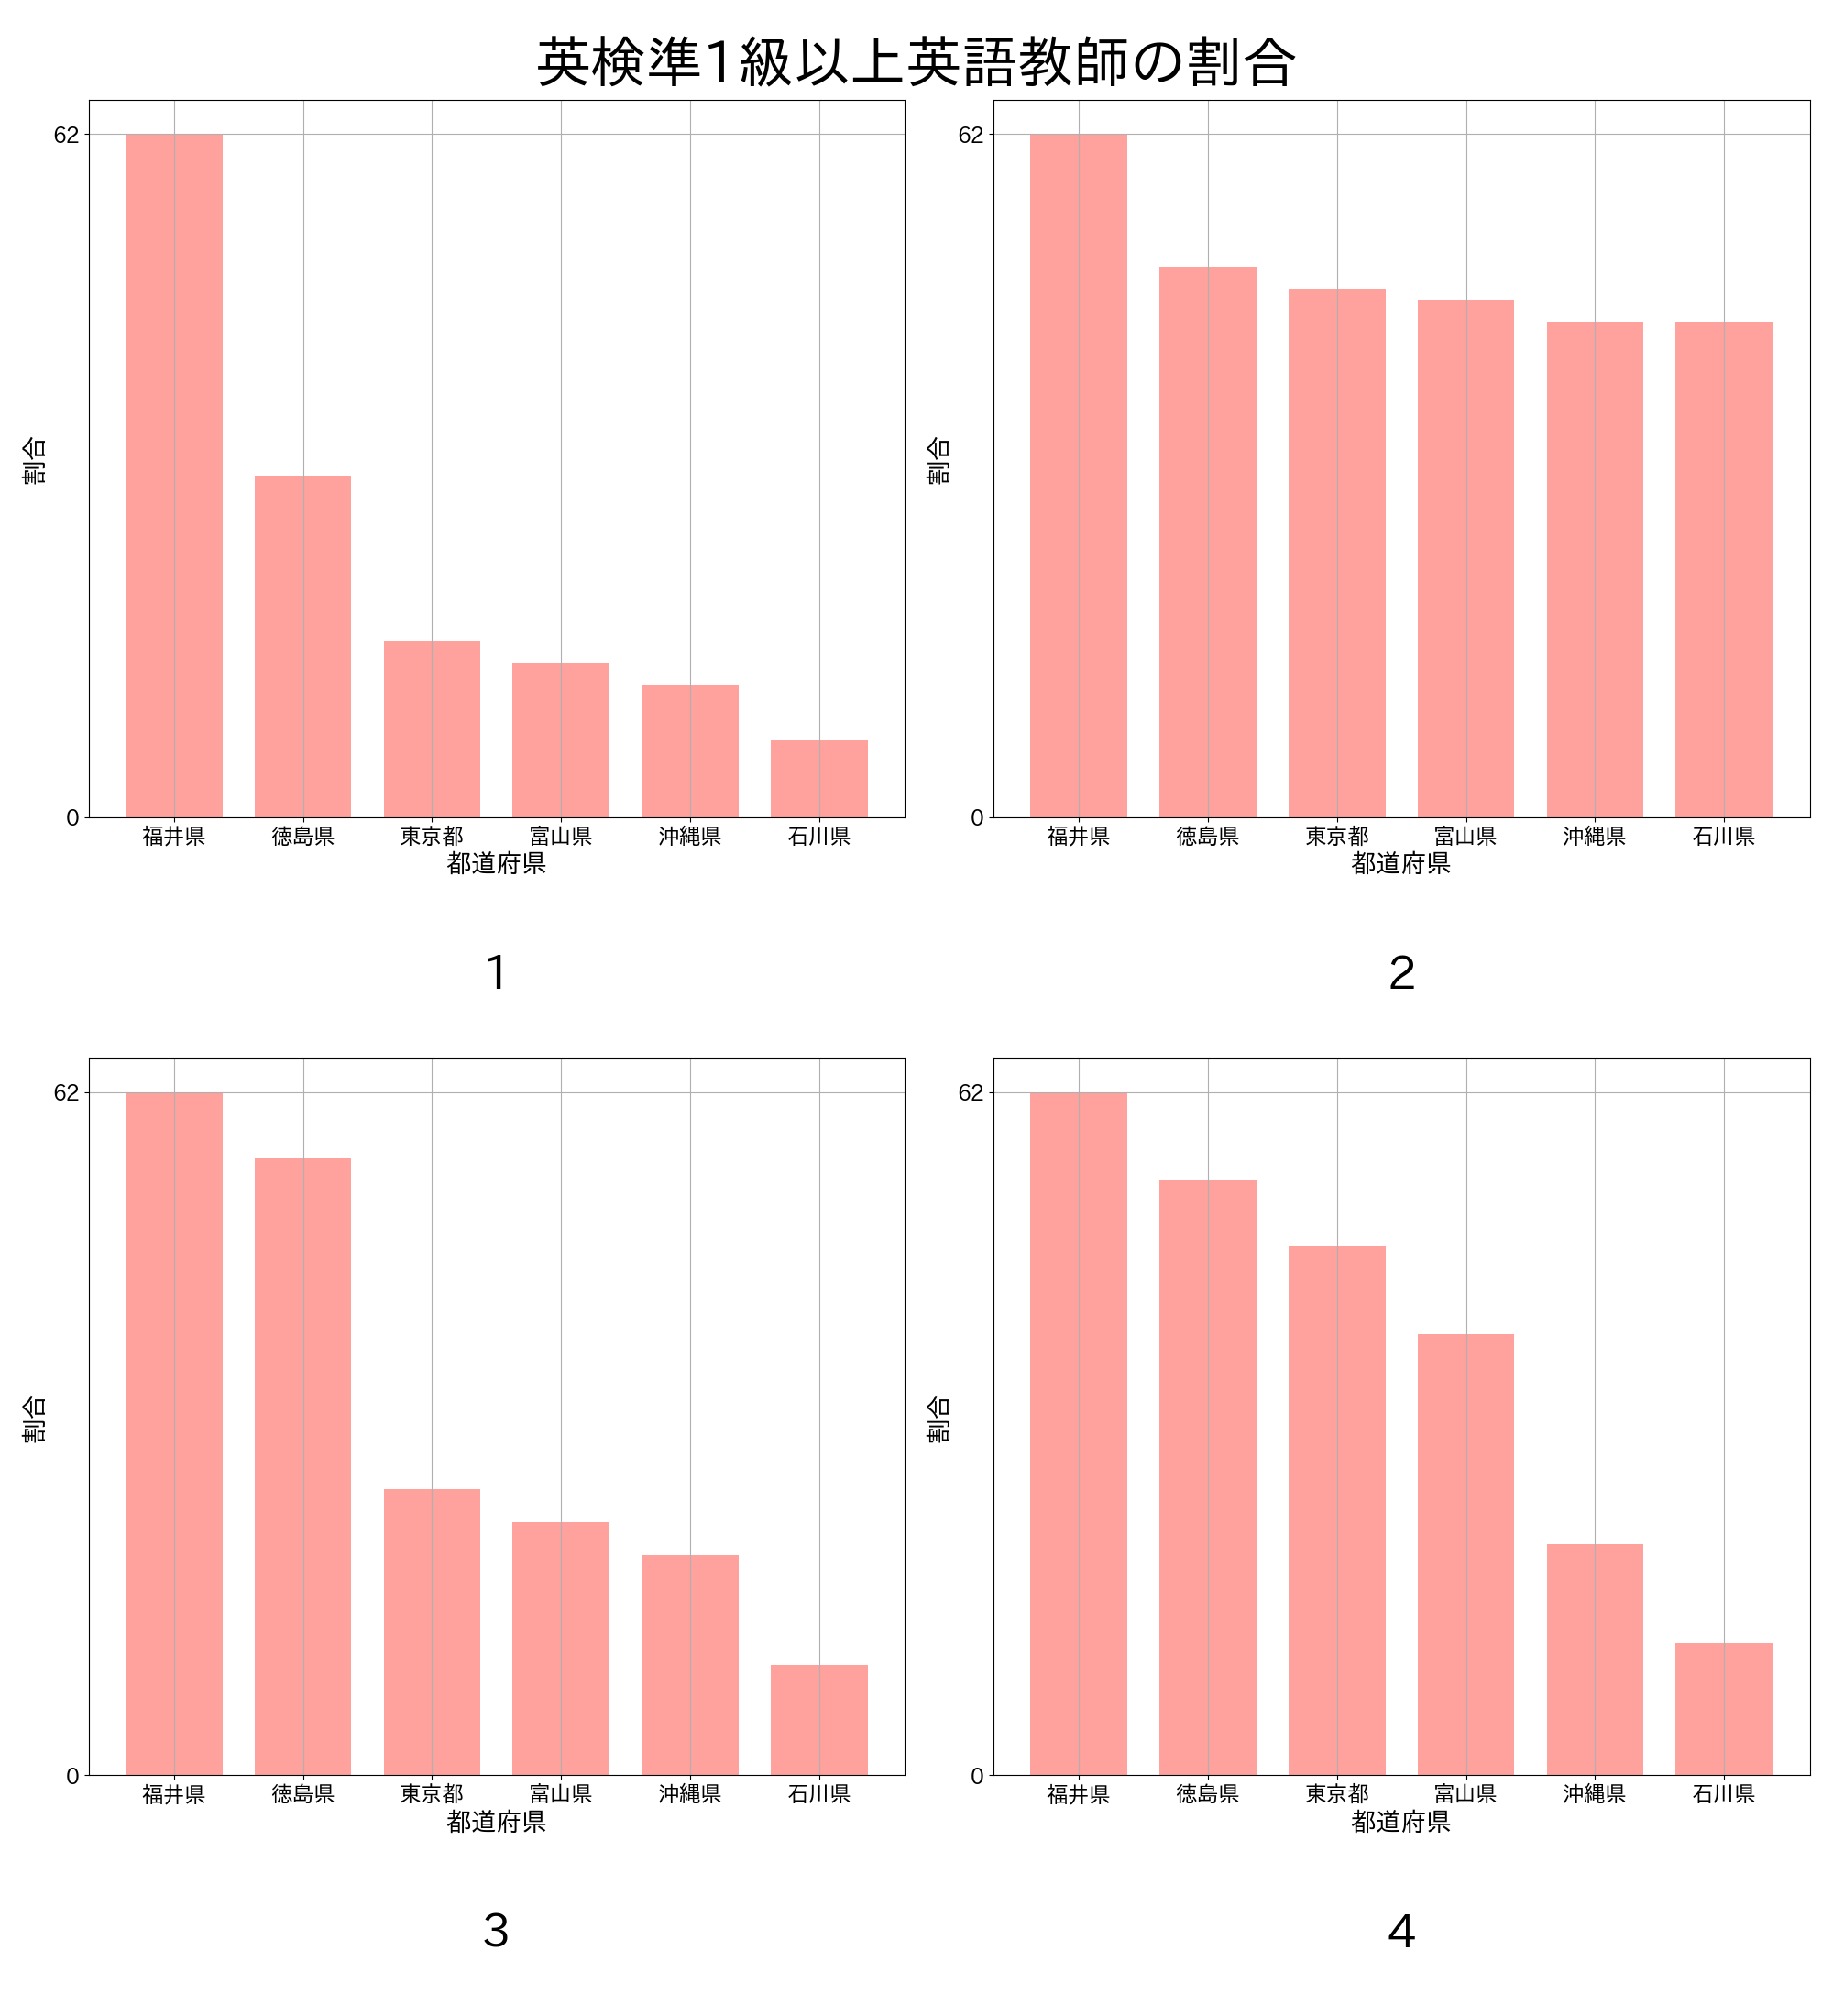 英検準1級以上英語教師の割合
62
0
割合
福井県 徳島県 東京都 富山県 沖縄県 石川県
都道府県
1
62
0
割合
福井県 徳島県 東京都 富山県 沖縄県 石川県
都道府県
2
62
0
割合
福井県 徳島県 東京都 富山県 沖縄県 石川県
都道府県
3
62
0
割合
福井県 徳島県 東京都 富山県 沖縄県 石川県
都道府県
4